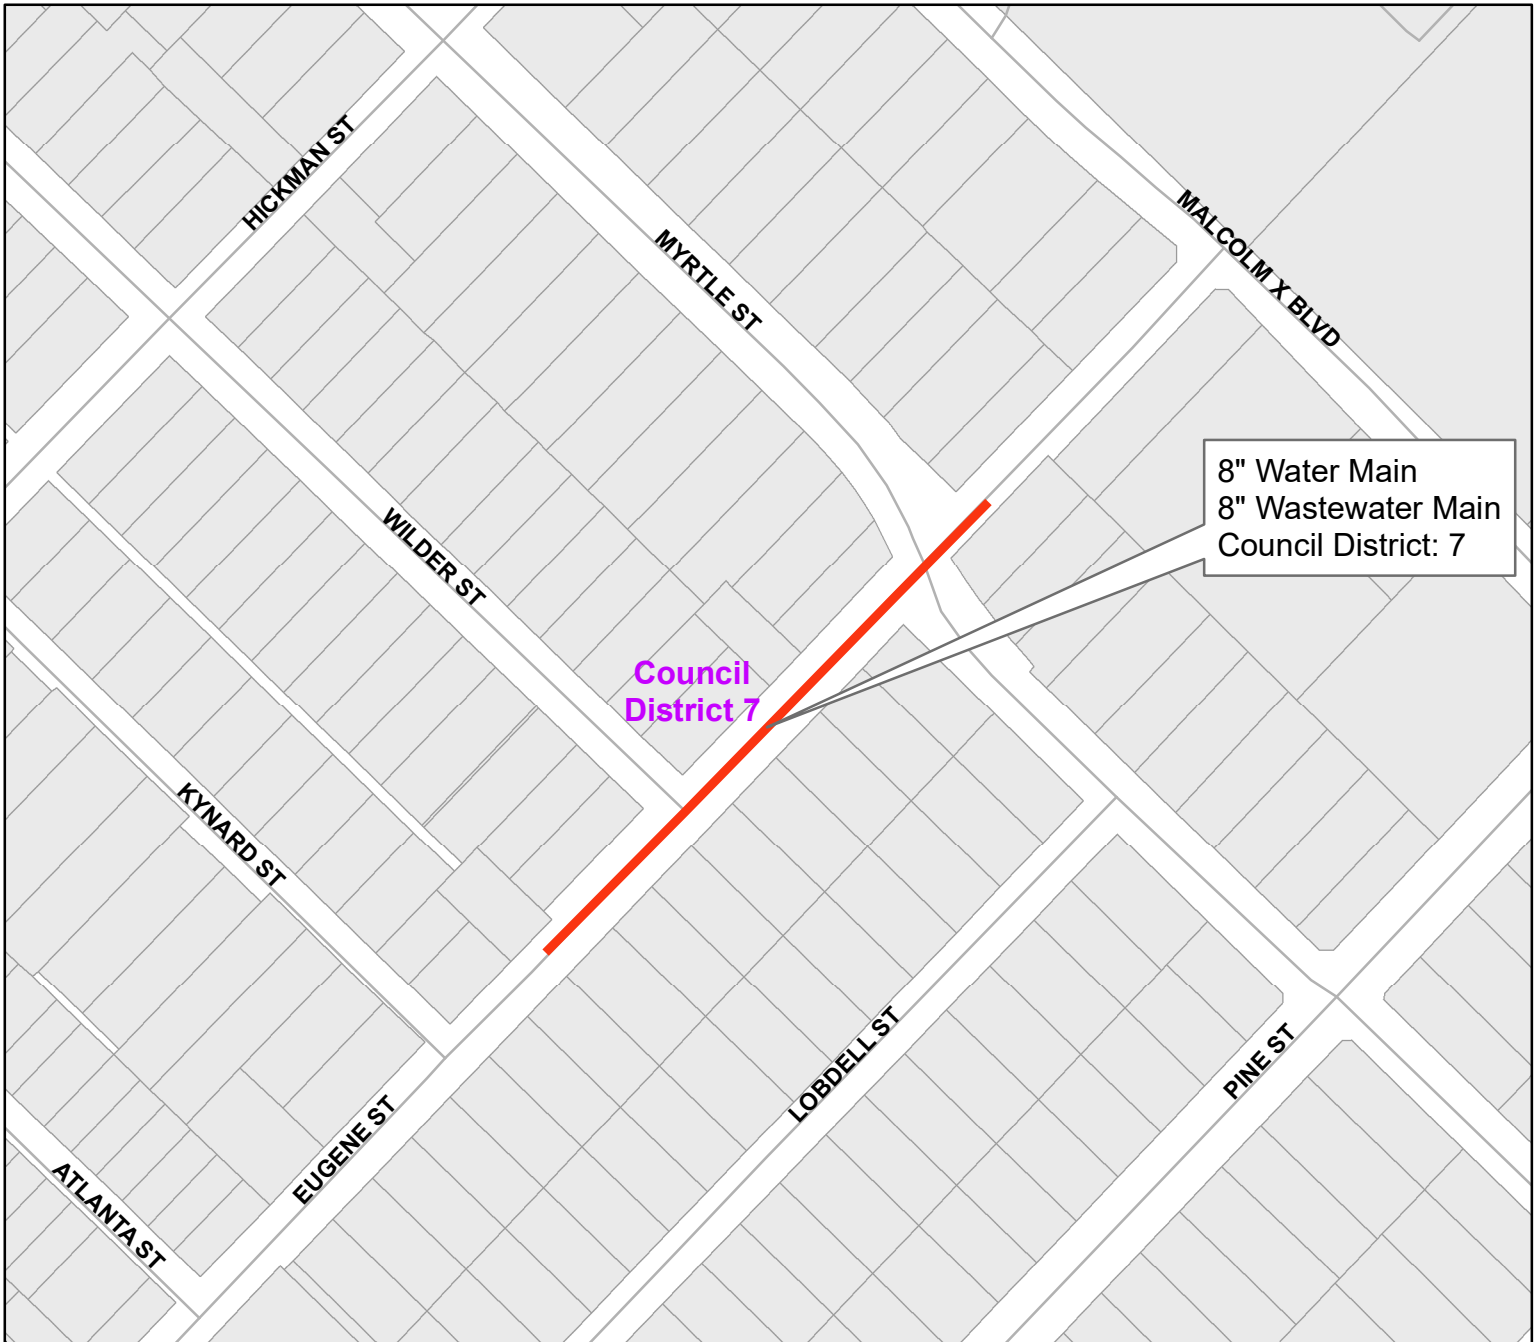 HICKMAN ST
MYRTLE ST
MALCOLM X BLVD
8" Water Main
8" Wastewater Main
Council District: 7
WILDER ST
Council
District 7
KYNARD ST
LOBDELL ST
PINE ST
EUGENE ST
ATLANTA ST